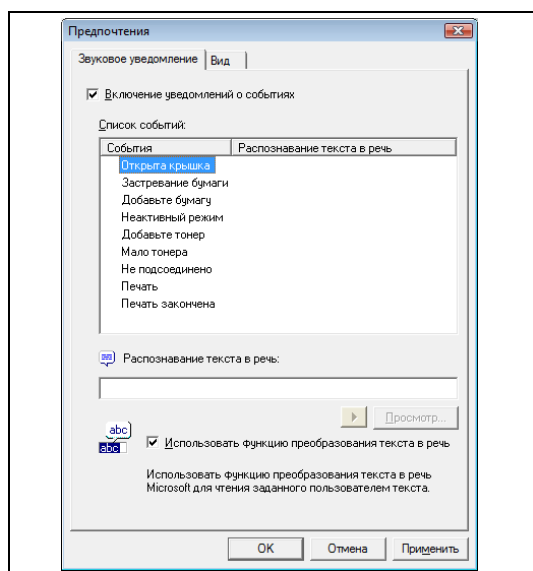 Предпочтения
Звуковое уведомление Вид
Включение уведомлений о событиях
Список событий:
События Распознавание текста в речь
Открыта крышка
Застревание бумаги
Добавьте бумагу
Неактивный режим
Добавьте тонер
Мало тонера
Не подсоединено
Печать
Печать закончена
Распознавание текста в речь:
Просмотр...
abc
abc
Использовать функцию преобразования текста в речь
Использовать функцию преобразования текста в речь
Microsoft для чтения заданного пользователем текста.
OK Отмена Применить